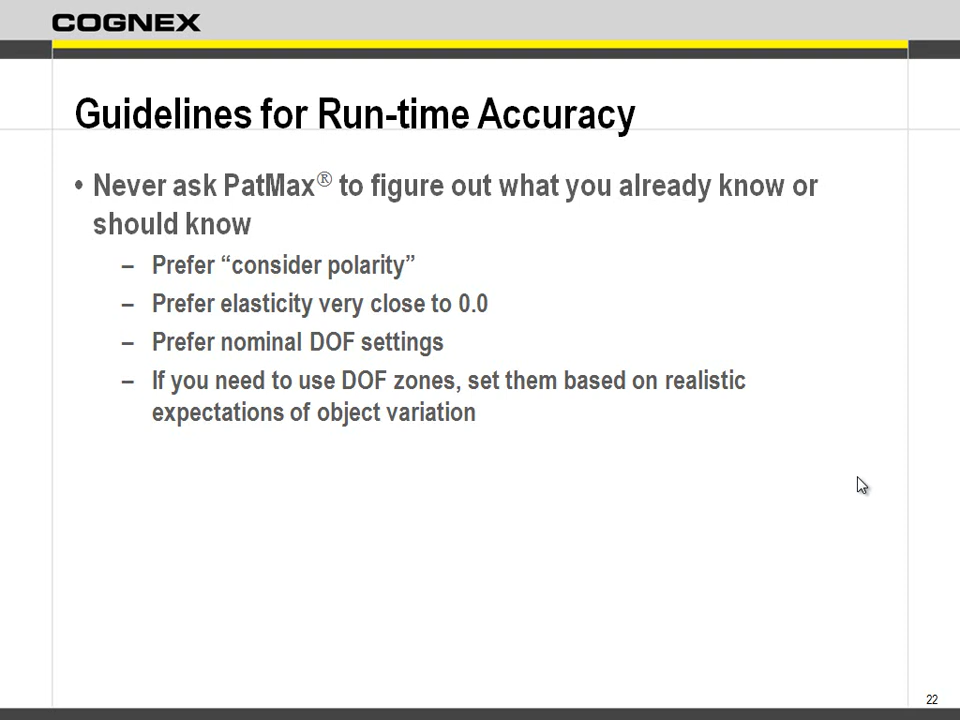 COGNEX
Guidelines for Run-time Accuracy
• Never ask PatMax® to figure out what you already know or
should know
– Prefer “consider polarity”
– Prefer elasticity very close to 0.0
– Prefer nominal DOF settings
– If you need to use DOF zones, set them based on realistic
expectations of object variation
22